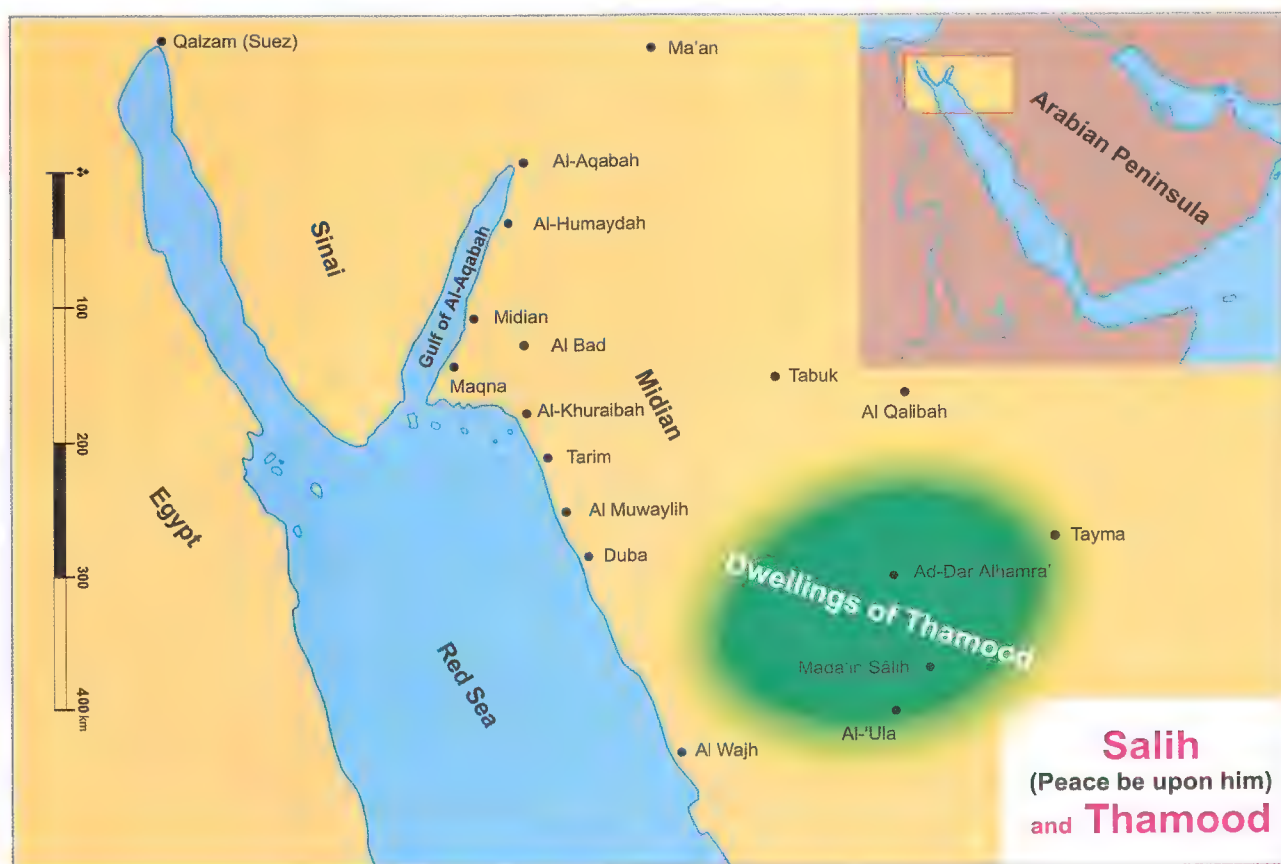 Qalzam (Suez)
Ma'an
Arabian Peninsula
Al-Aqabah
Al-Humaydah
Sinai
Gulf of Al-Aqabah
Midian
Al Bad
Maqna
Midian
Tabuk
Al Qalibah
Al-Khuraibah
Tarim
Egypt
Al Muwaylih
Duba
Tayma
Ad-Dar Alhamra'
Dwellings of Thamood
Mada'in Sâlih
Al-'Ula
Red Sea
Al Wajh
100
200
300
400 km
Salih
(Peace be upon him)
and Thamood